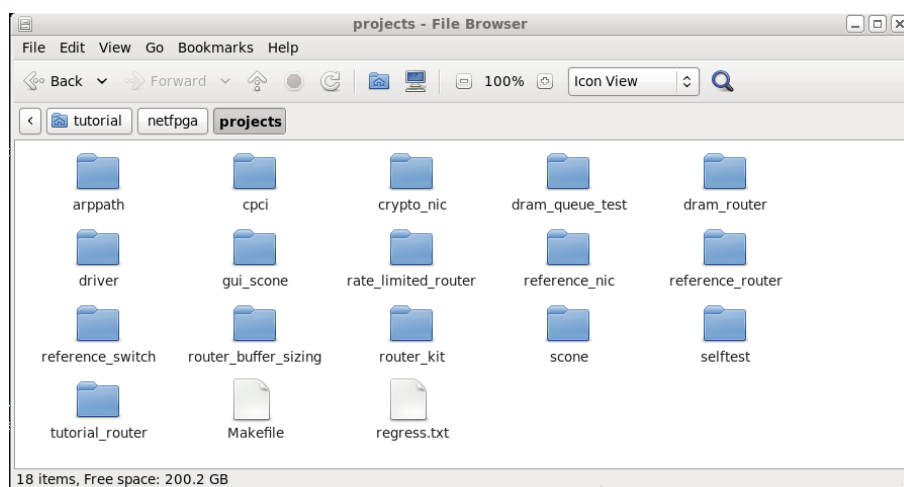 projects - File Browser
File Edit View Go Bookmarks Help
Back Forward 100% Icon View
tutorial netfpga projects
arppath cpci crypto_nic dram_queue_test dram_router
driver gui_scone rate_limited_router reference_nic reference_router
reference_switch router_buffer_sizing router_kit scone selftest
tutorial_router Makefile regress.txt
18 items, Free space: 200.2 GB